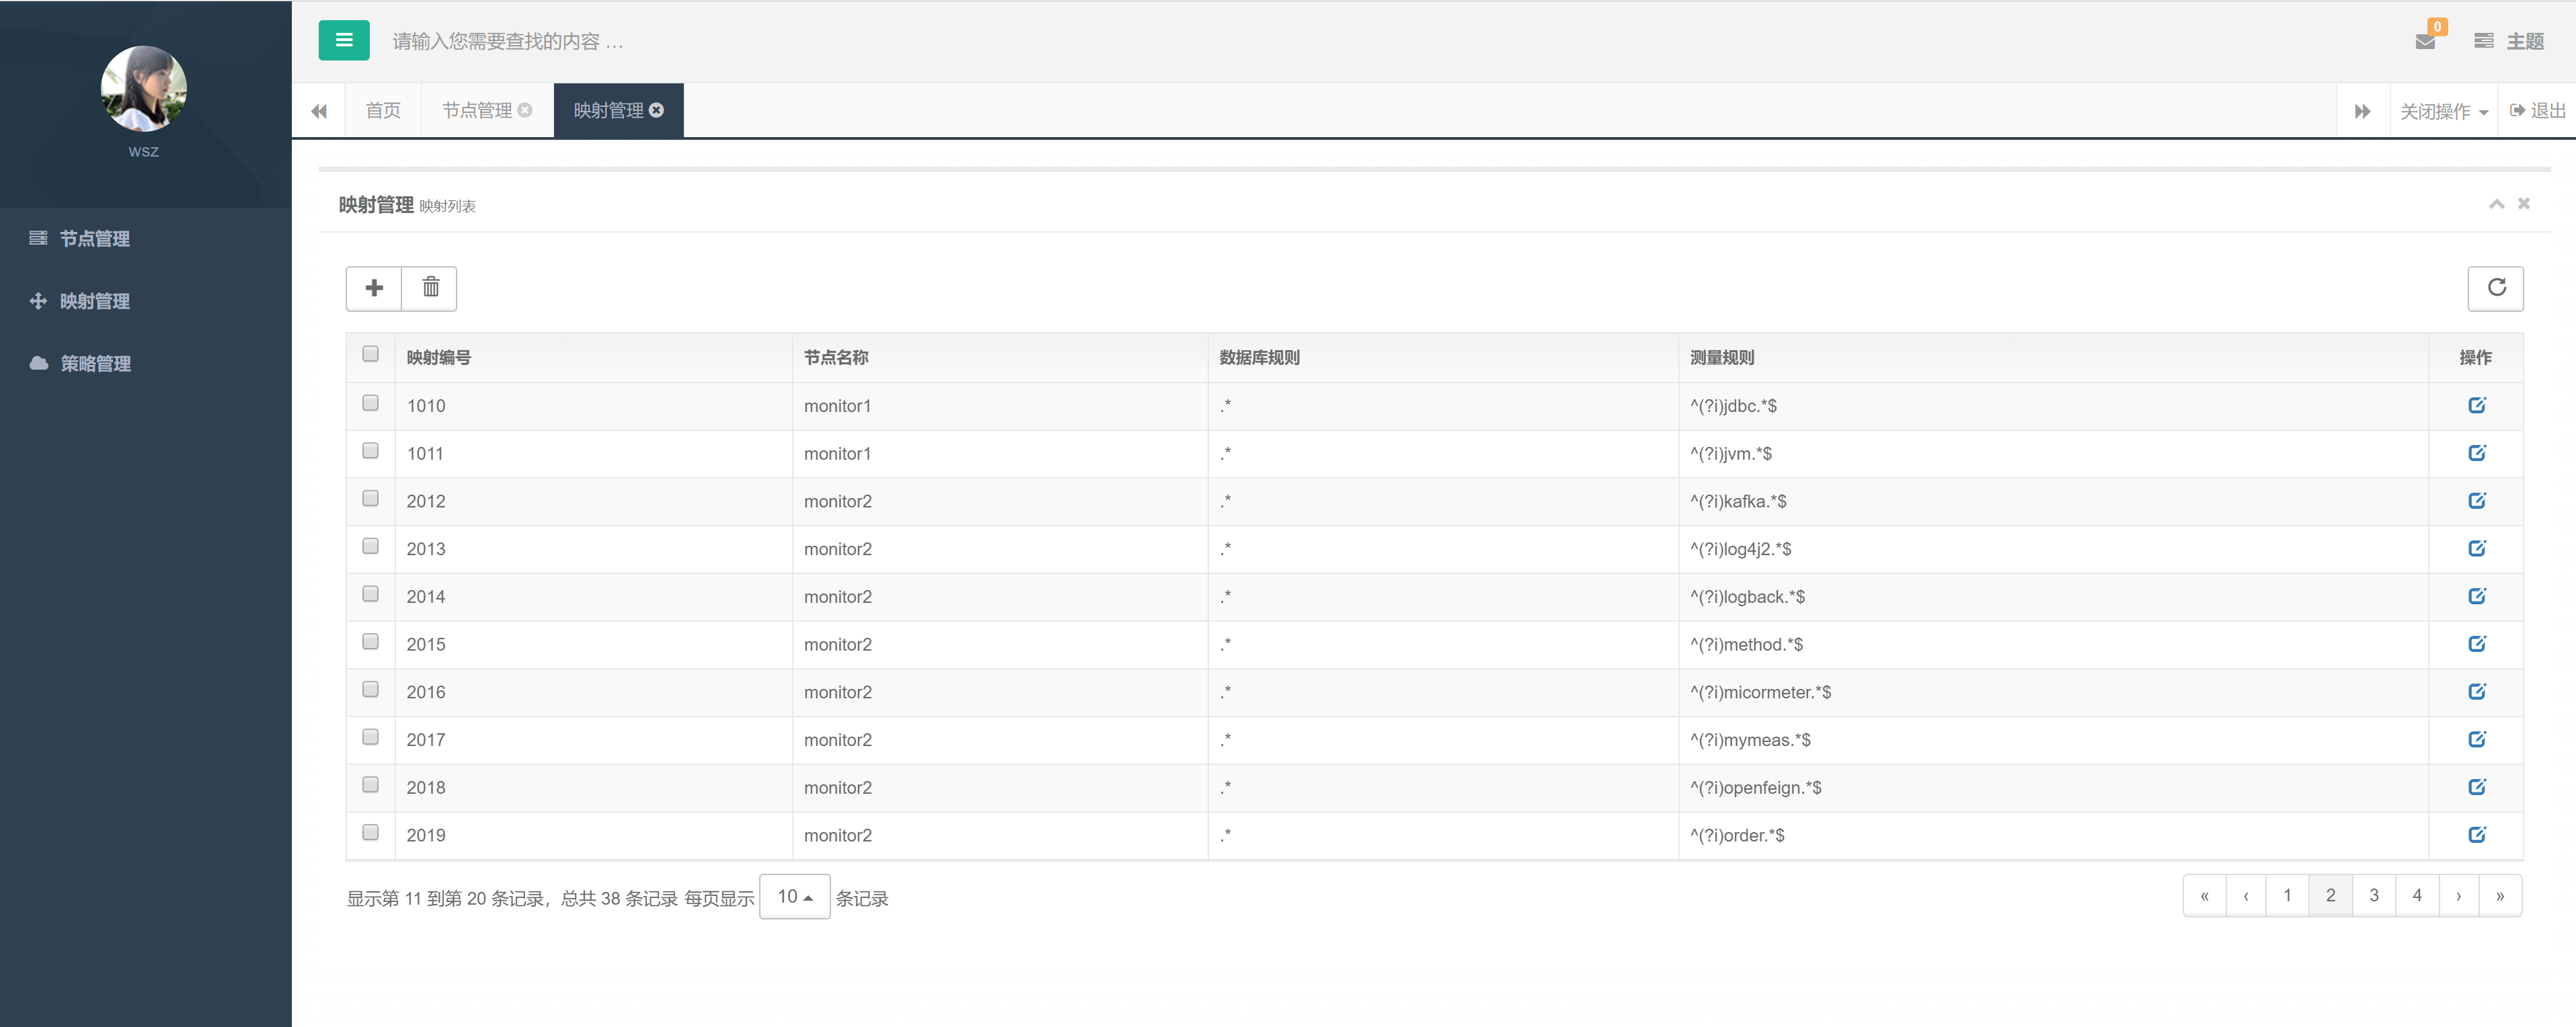 请输入您需要查找的内容 …
0
主题
首页
节点管理
映射管理
关闭操作
退出
WSZ
节点管理
映射管理
策略管理
映射管理 映射列表
映射编号 节点名称 数据库规则 测量规则 操作
1010 monitor1 .* ^(?i)jdbc.*$
1011 monitor1 .* ^(?i)jvm.*$
2012 monitor2 .* ^(?i)kafka.*$
2013 monitor2 .* ^(?i)log4j2.*$
2014 monitor2 .* ^(?i)logback.*$
2015 monitor2 .* ^(?i)method.*$
2016 monitor2 .* ^(?i)micormeter.*$
2017 monitor2 .* ^(?i)mymeas.*$
2018 monitor2 .* ^(?i)openfeign.*$
2019 monitor2 .* ^(?i)order.*$
显示第 11 到第 20 条记录，总共 38 条记录 每页显示 10 条记录
« ‹ 1 2 3 4 › »